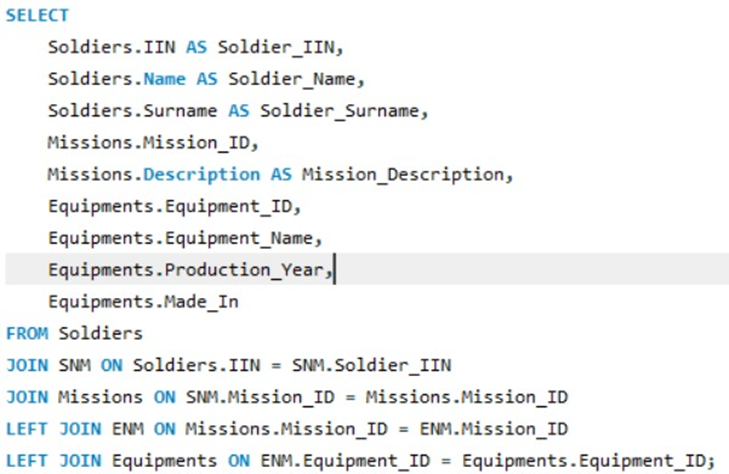 SELECT
    Soldiers.IIN AS Soldier_IIN,
    Soldiers.Name AS Soldier_Name,
    Soldiers.Surname AS Soldier_Surname,
    Missions.Mission_ID,
    Missions.Description AS Mission_Description,
    Equipments.Equipment_ID,
    Equipments.Equipment_Name,
    Equipments.Production_Year,
    Equipments.Made_In
FROM Soldiers
JOIN SNM ON Soldiers.IIN = SNM.Soldier_IIN
JOIN Missions ON SNM.Mission_ID = Missions.Mission_ID
LEFT JOIN ENM ON Missions.Mission_ID = ENM.Mission_ID
LEFT JOIN Equipments ON ENM.Equipment_ID = Equipments.Equipment_ID;